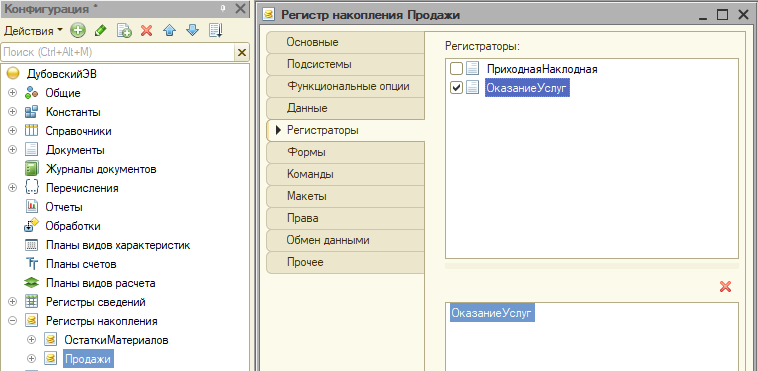 Конфигурация *
Действия
Поиск (Ctrl+Alt+M)
ДубовскийЭВ
Общие
Константы
Справочники
Документы
Журналы документов
Перечисления
Отчеты
Обработки
Планы видов характеристик
Планы счетов
Планы видов расчета
Регистры сведений
Регистры накопления
ОстаткиМатериалов
Продажи
Регистр накопления Продажи
Основные
Подсистемы
Функциональные опции
Данные
Регистраторы
Формы
Команды
Макеты
Права
Обмен данными
Прочее
Регистраторы:
ПриходнаяНаклодная
ОказаниеУслуг
ОказаниеУслуг